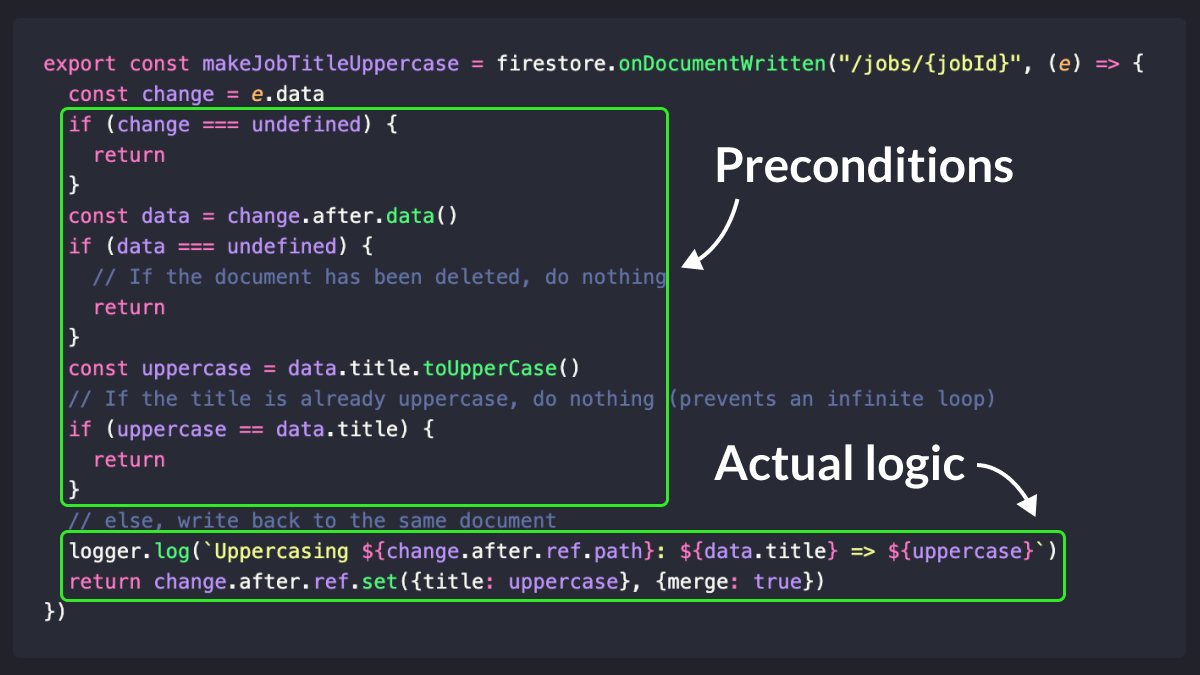 export const makeJobTitleUppercase = firestore.onDocumentWritten("/jobs/{jobId}", (e) => {
  const change = e.data
  if (change === undefined) {
    return
  }
  const data = change.after.data()
  if (data === undefined) {
    // If the document has been deleted, do nothing
    return
  }
  const uppercase = data.title.toUpperCase()
  // If the title is already uppercase, do nothing (prevents an infinite loop)
  if (uppercase == data.title) {
    return
  }
  // else, write back to the same document
  logger.log(`Uppercasing ${change.after.ref.path}: ${data.title} => ${uppercase}`)
  return change.after.ref.set({title: uppercase}, {merge: true})
})
Preconditions
Actual logic